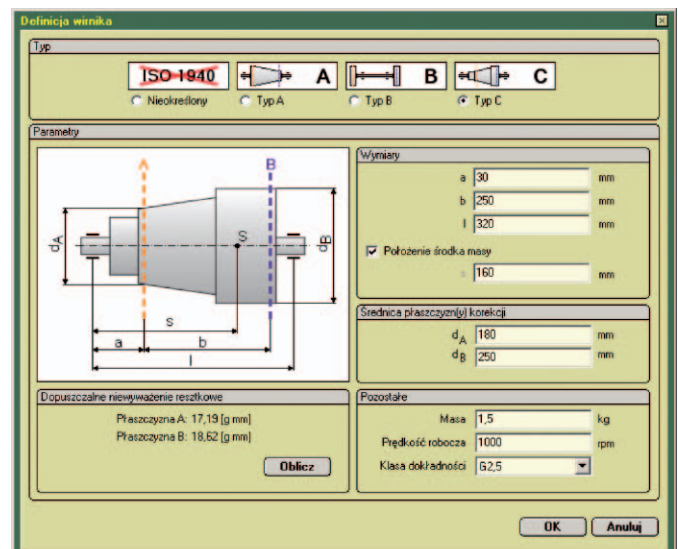 Definicja wirnika
Typ
ISO 1940
A
B
C
Nieokreślony
Typ A
Typ B
Typ C
Parametry
A
B
S
dA
dB
s
a
b
l
Wymiary
a 30 mm
b 250 mm
l 320 mm
Położenie środka masy
s 160 mm
Średnica płaszczyzn(y) korekcji
dA 180 mm
dB 250 mm
Dopuszczalne niewyważenie resztkowe
Płaszczyzna A: 17,19 [g mm]
Płaszczyzna B: 18,62 [g mm]
Oblicz
Pozostałe
Masa 1,5 kg
Prędkość robocza 1000 rpm
Klasa dokładności G2,5
OK
Anuluj